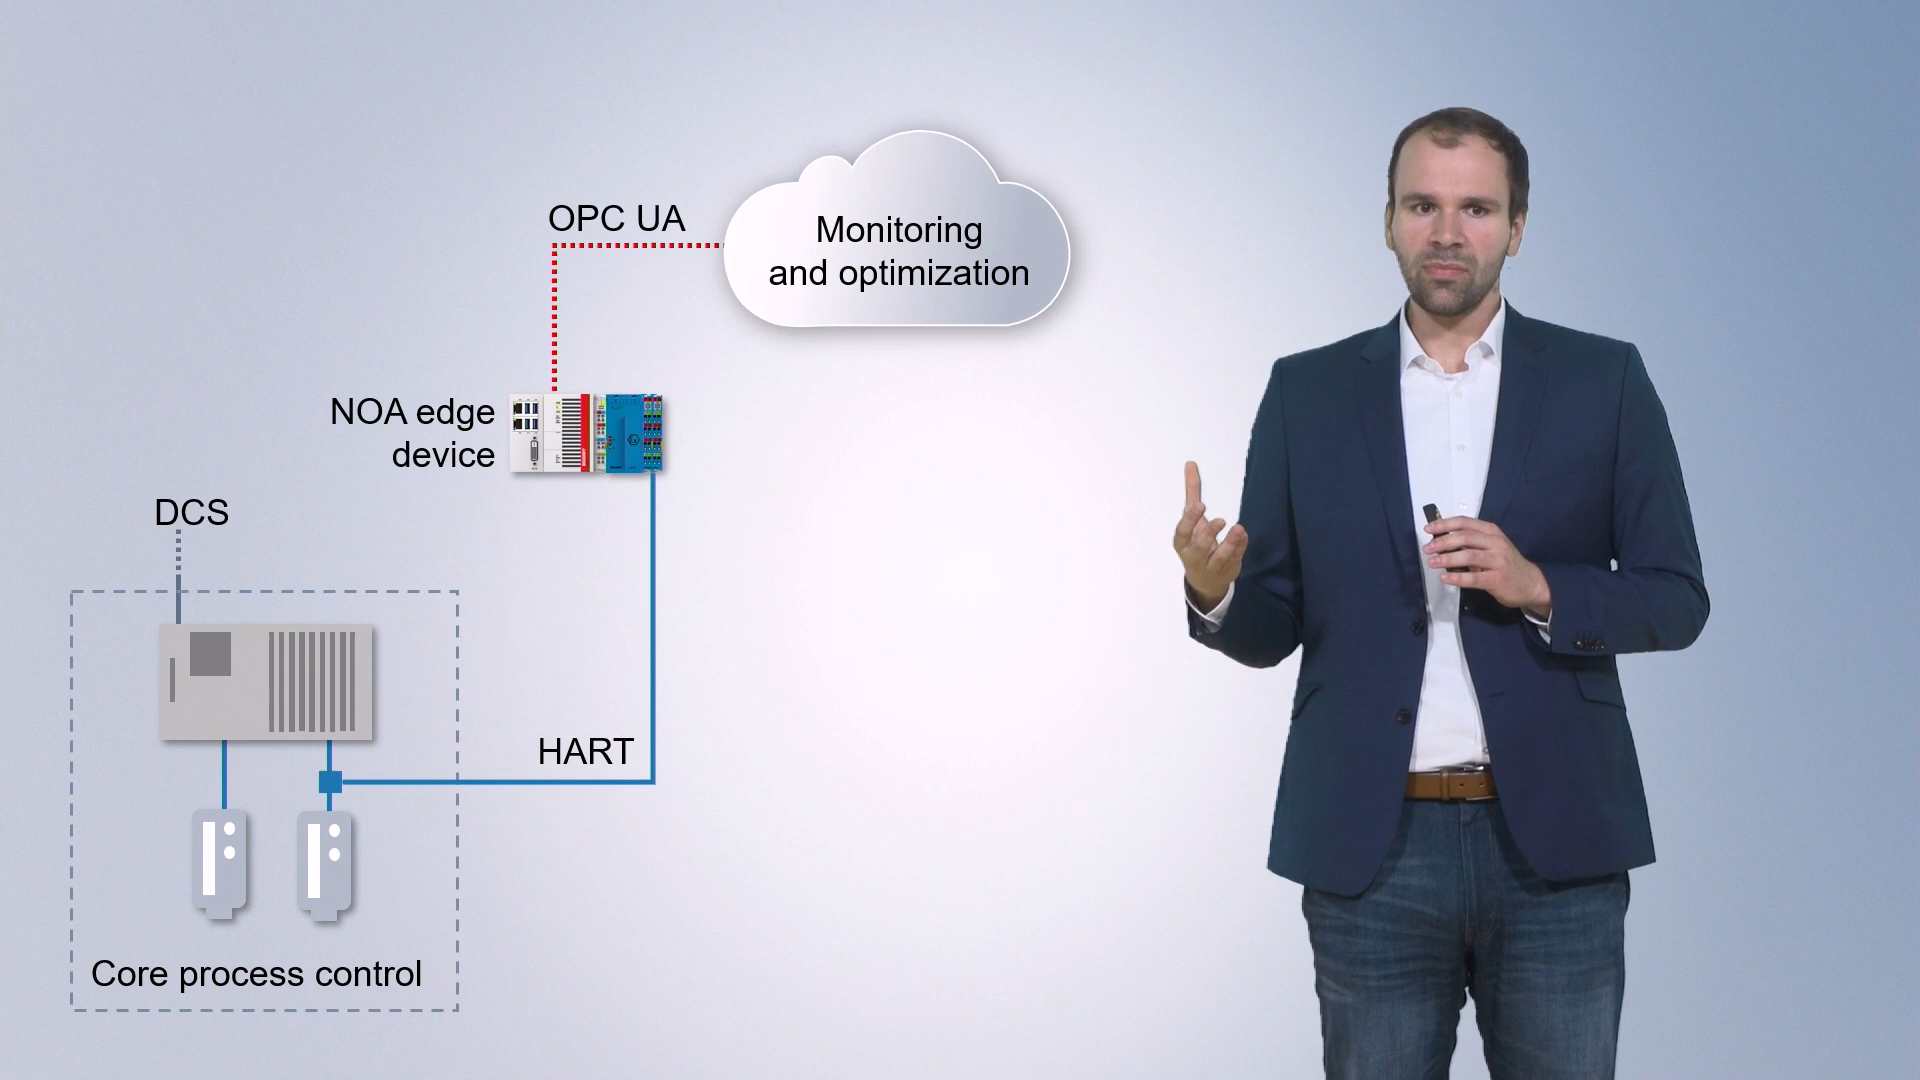 OPC UA
Monitoring
and optimization
NOA edge
device
DCS
HART
Core process control